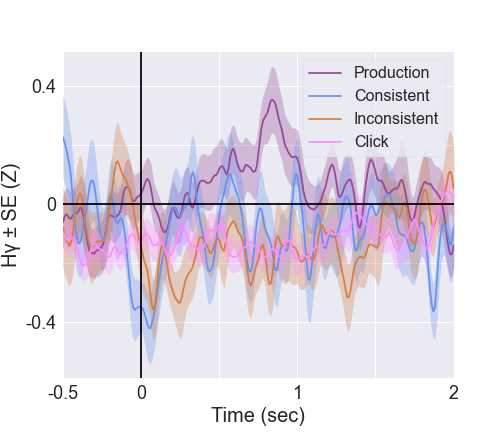 Production
Consistent
Inconsistent
Click
0.4
0
-0.4
Hγ ± SE (Z)
-0.5
0
1
2
Time (sec)